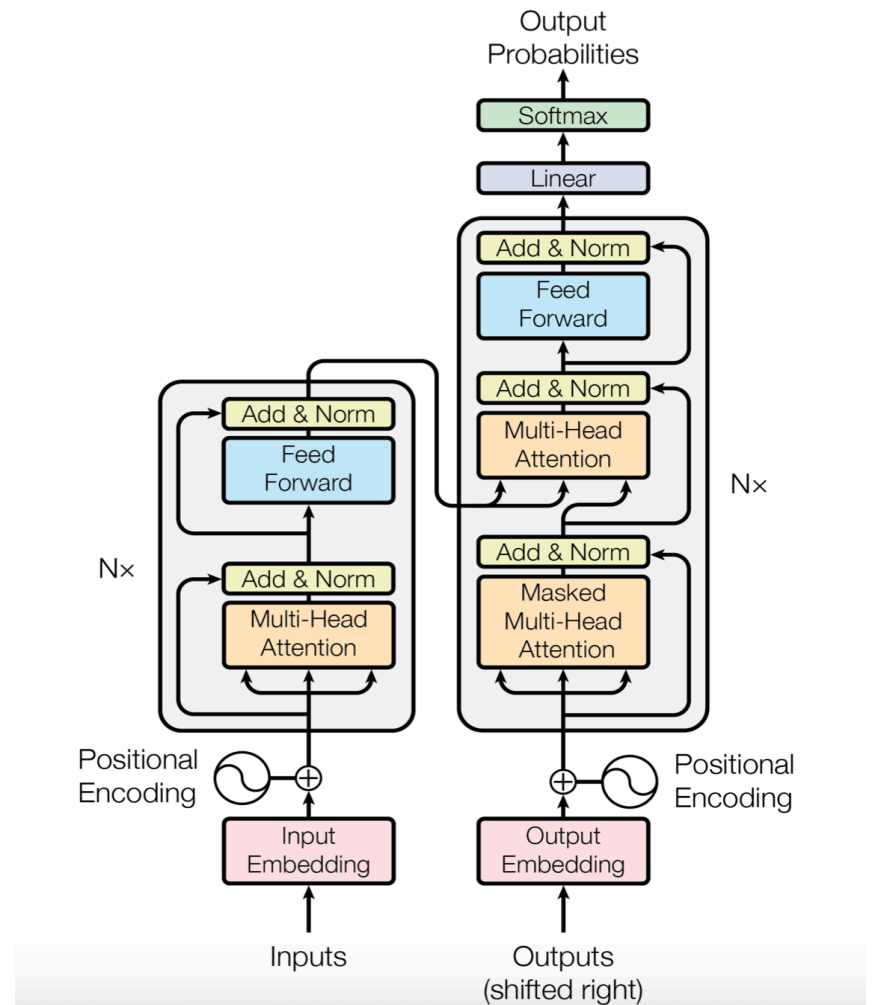 Output
Probabilities
Softmax
Linear
Add & Norm
Feed
Forward
Add & Norm
Multi-Head
Attention
Add & Norm
Masked
Multi-Head
Attention
Nx
Add & Norm
Feed
Forward
Add & Norm
Multi-Head
Attention
Nx
Positional
Encoding
Positional
Encoding
Input
Embedding
Output
Embedding
Inputs
Outputs
(shifted right)